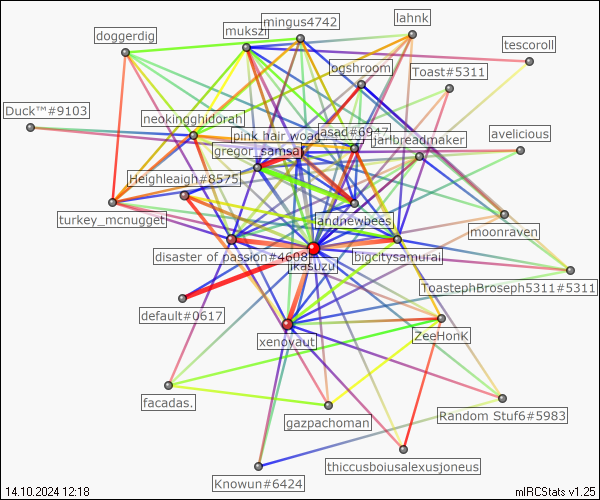 mingus4742
lahnk
mukszi
doggerdig
tescoroll
ogshroom
Toast#5311
Duck™#9103
neokingghidorah
asad#6947
pink hair woag
jarlbreadmaker
avelicious
gregor_samsa
Heighleaigh#8575
turkey_mcnugget
andnewbees
moonraven
disaster of passion#4608
bigcitysamurai
ikasuzu
ToastephBroseph5311#5311
default#0617
xenovaut
ZeeHonK
facadas.
gazpachoman
Random Stuf6#5983
thiccusboiusalexusjoneus
Knowun#6424
14.10.2024 12:18
mIRCStats v1.25